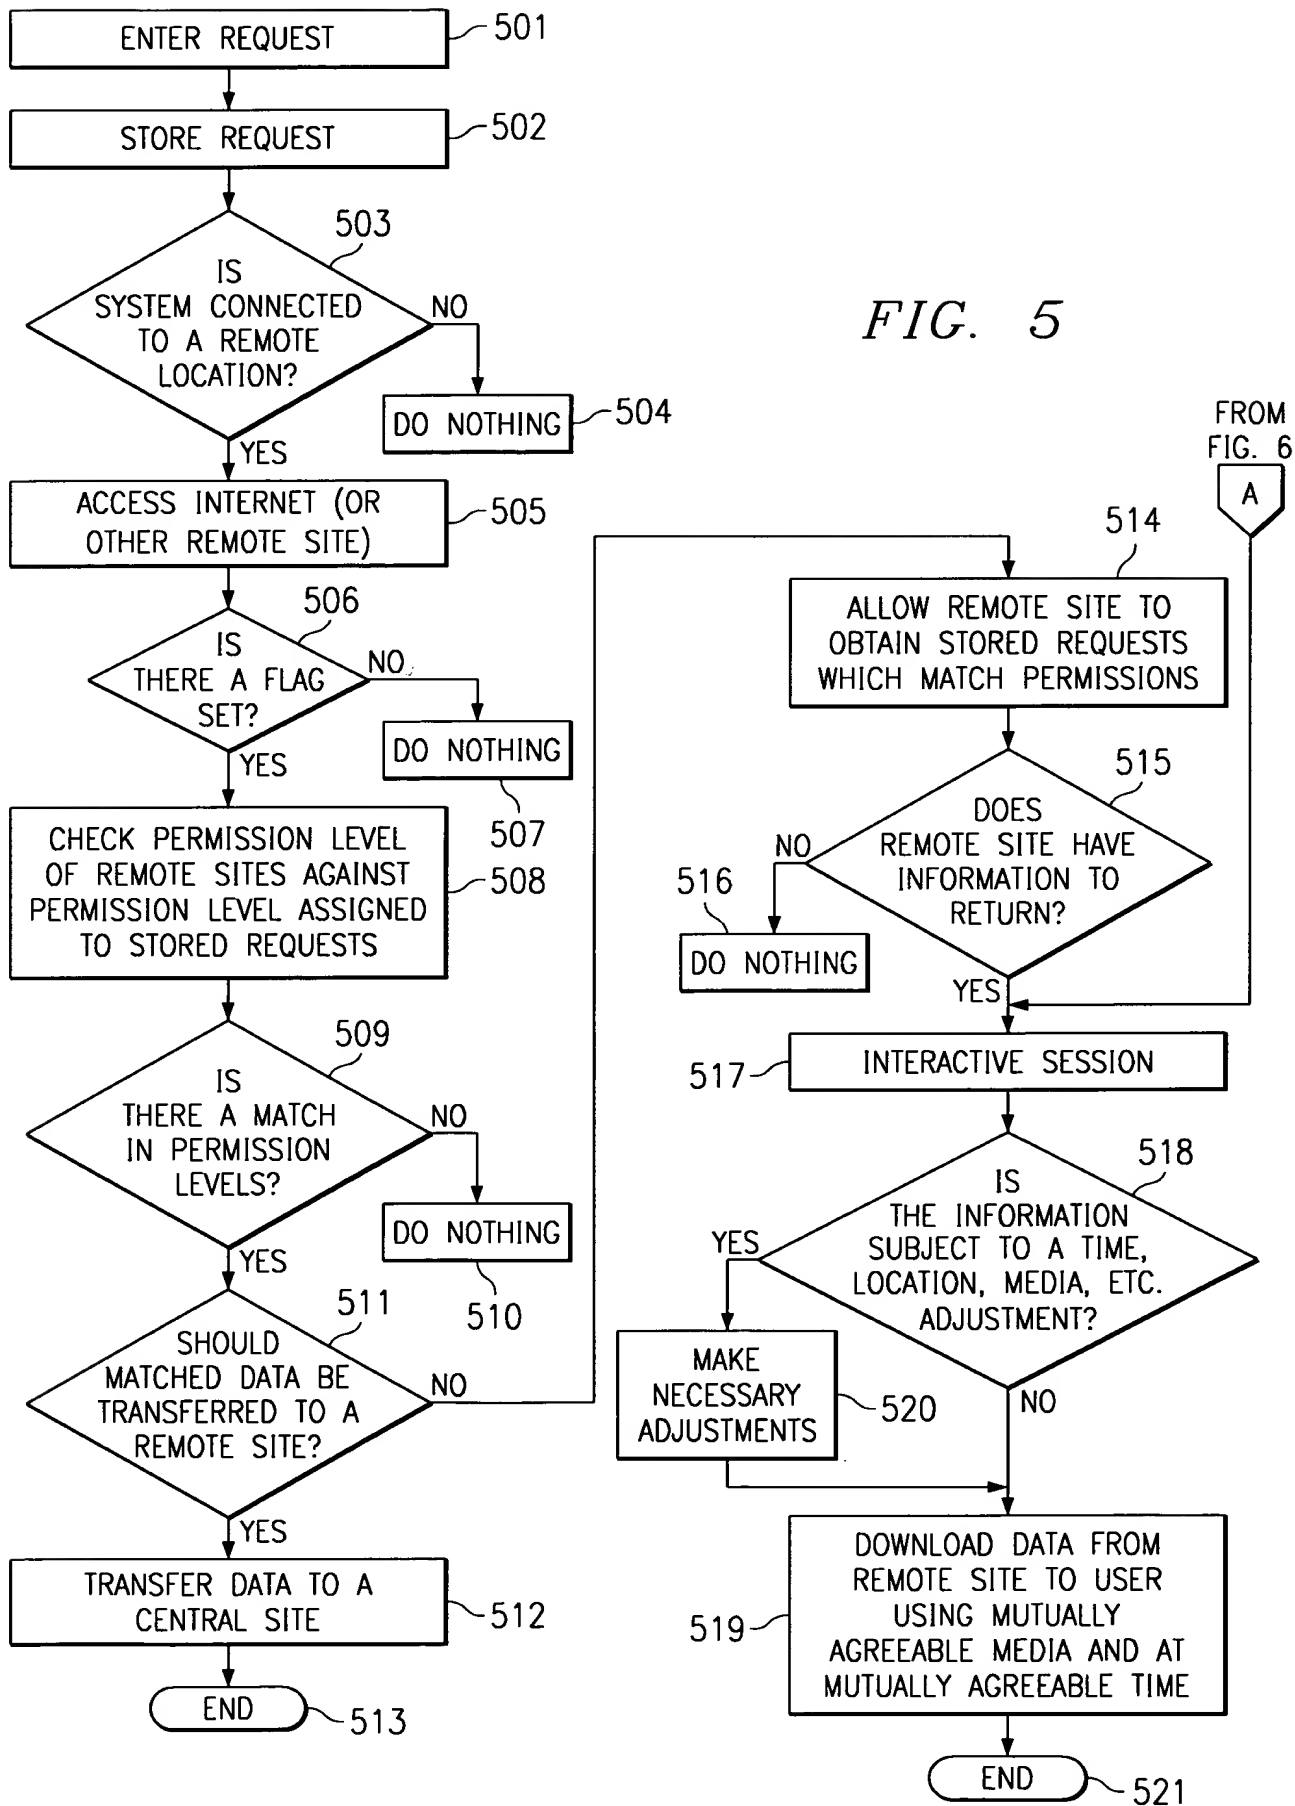 ENTER REQUEST
501
STORE REQUEST
502
503
IS
SYSTEM CONNECTED
TO A REMOTE
LOCATION?
NO
DO NOTHING
504
YES
ACCESS INTERNET (OR
OTHER REMOTE SITE)
505
506
IS
THERE A FLAG
SET?
NO
DO NOTHING
507
YES
CHECK PERMISSION LEVEL
OF REMOTE SITES AGAINST
PERMISSION LEVEL ASSIGNED
TO STORED REQUESTS
508
509
IS
THERE A MATCH
IN PERMISSION
LEVELS?
NO
DO NOTHING
510
YES
511
SHOULD
MATCHED DATA BE
TRANSFERRED TO A
REMOTE SITE?
NO
YES
TRANSFER DATA TO A
CENTRAL SITE
512
END
513
FIG. 5
FROM
FIG. 6
A
514
ALLOW REMOTE SITE TO
OBTAIN STORED REQUESTS
WHICH MATCH PERMISSIONS
515
DOES
REMOTE SITE HAVE
INFORMATION TO
RETURN?
NO
516
DO NOTHING
YES
517
INTERACTIVE SESSION
518
IS
THE INFORMATION
SUBJECT TO A TIME,
LOCATION, MEDIA, ETC.
ADJUSTMENT?
YES
MAKE
NECESSARY
ADJUSTMENTS
520
NO
519
DOWNLOAD DATA FROM
REMOTE SITE TO USER
USING MUTUALLY
AGREEABLE MEDIA AND AT
MUTUALLY AGREEABLE TIME
END
521